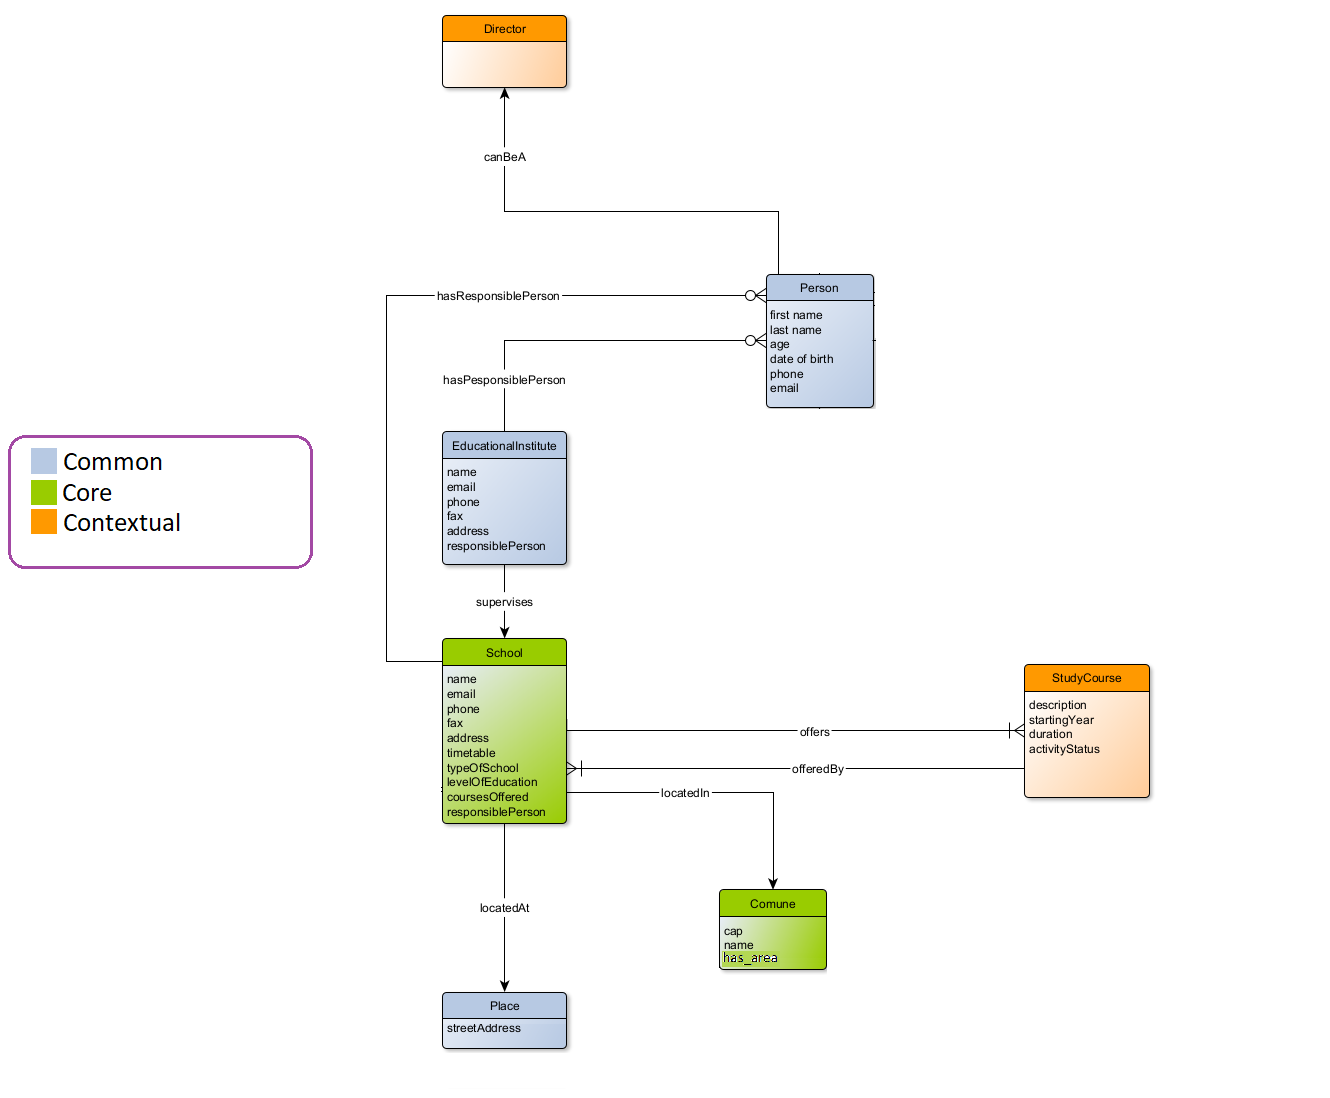 Director
canBeA
Person
first name
last name
age
date of birth
phone
email
hasResponsiblePerson
hasPesponsiblePerson
EducationalInstitute
name
email
phone
fax
address
responsiblePerson
Common
Core
Contextual
supervises
School
name
email
phone
fax
address
timetable
typeOfSchool
levelOfEducation
coursesOffered
responsiblePerson
StudyCourse
description
startingYear
duration
activityStatus
offers
offeredBy
locatedIn
Comune
cap
name
has_area
locatedAt
Place
streetAddress